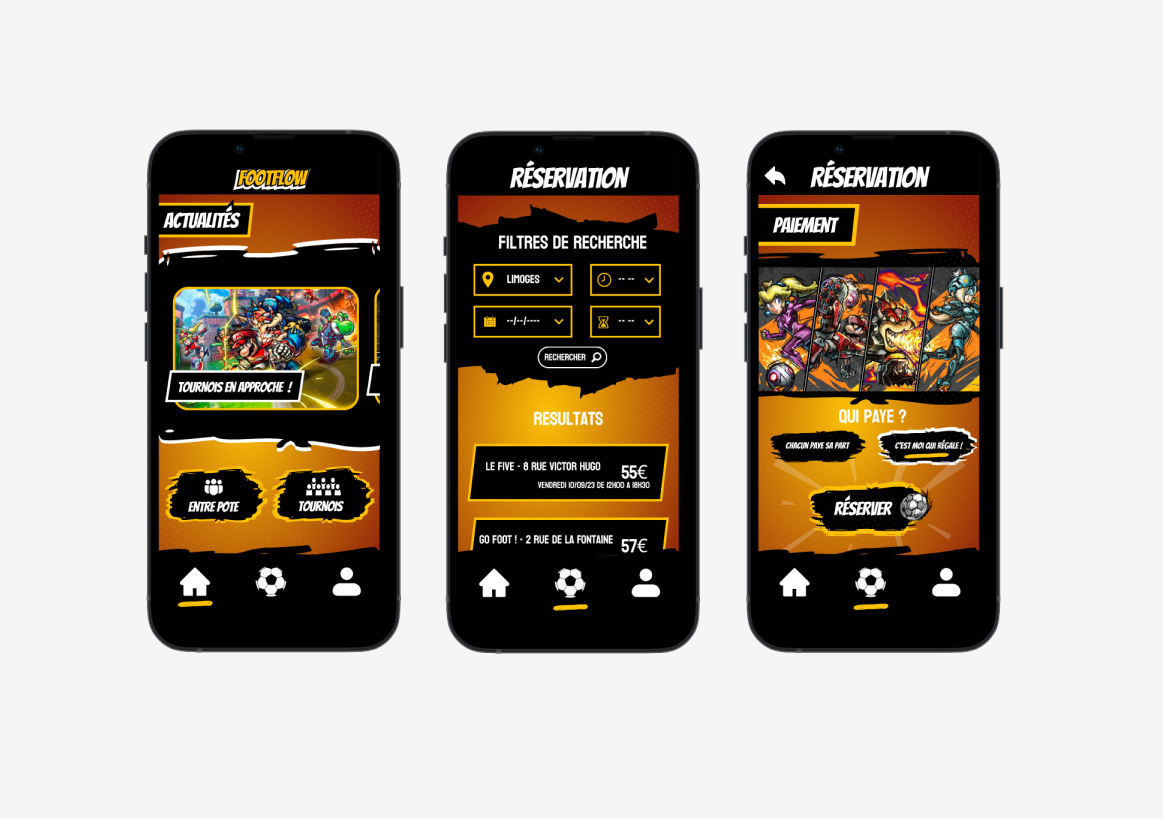 FOOTFLOW
ACTUALITÉS
TOURNOIS EN APPROCHE !
ENTRE POTE
TOURNOIS
RÉSERVATION
FILTRES DE RECHERCHE
LIMOGES
-- --
--/--/----
-- --
RECHERCHER
RESULTATS
LE FIVE - 8 RUE VICTOR HUGO
55€
VENDREDI 10/09/23 DE 12H00 A 18H30
GO FOOT ! - 2 RUE DE LA FONTAINE
57€
RÉSERVATION
PAIEMENT
QUI PAYE ?
CHACUN PAYE SA PART
C'EST MOI QUI RÉGALE !
RÉSERVER